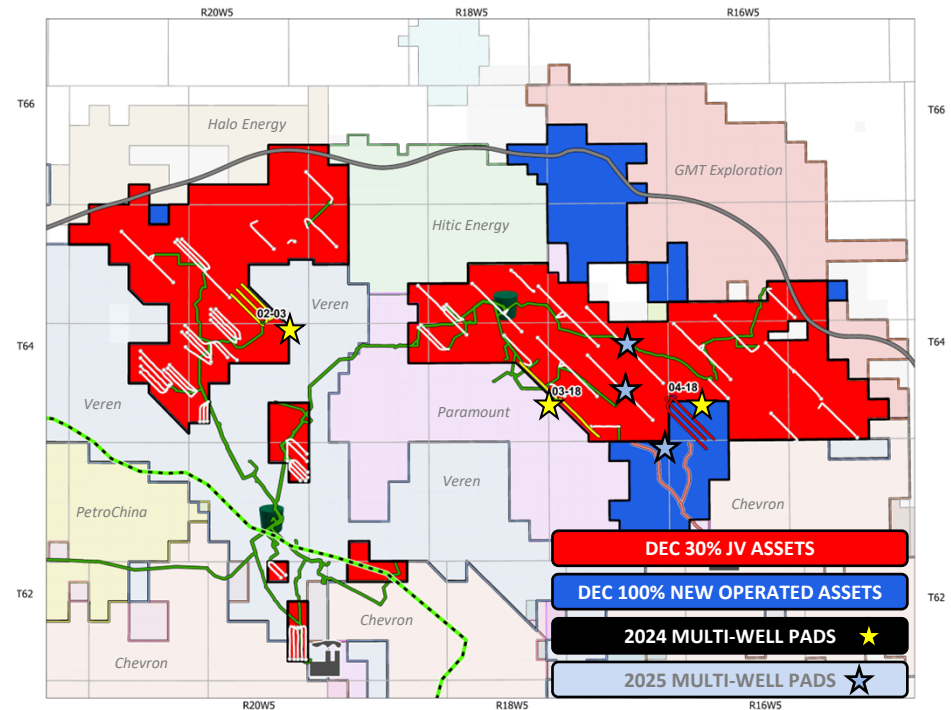 R20W5
R18W5
R16W5
T66
T66
Halo Energy
GMT Exploration
Hitic Energy
Veren
02-03
T64
T64
03-18
04-18
Veren
Paramount
Veren
Chevron
PetroChina
DEC 30% JV ASSETS
DEC 100% NEW OPERATED ASSETS
T62
T62
Chevron
2024 MULTI-WELL PADS
Chevron
2025 MULTI-WELL PADS
R20W5
R18W5
R16W5